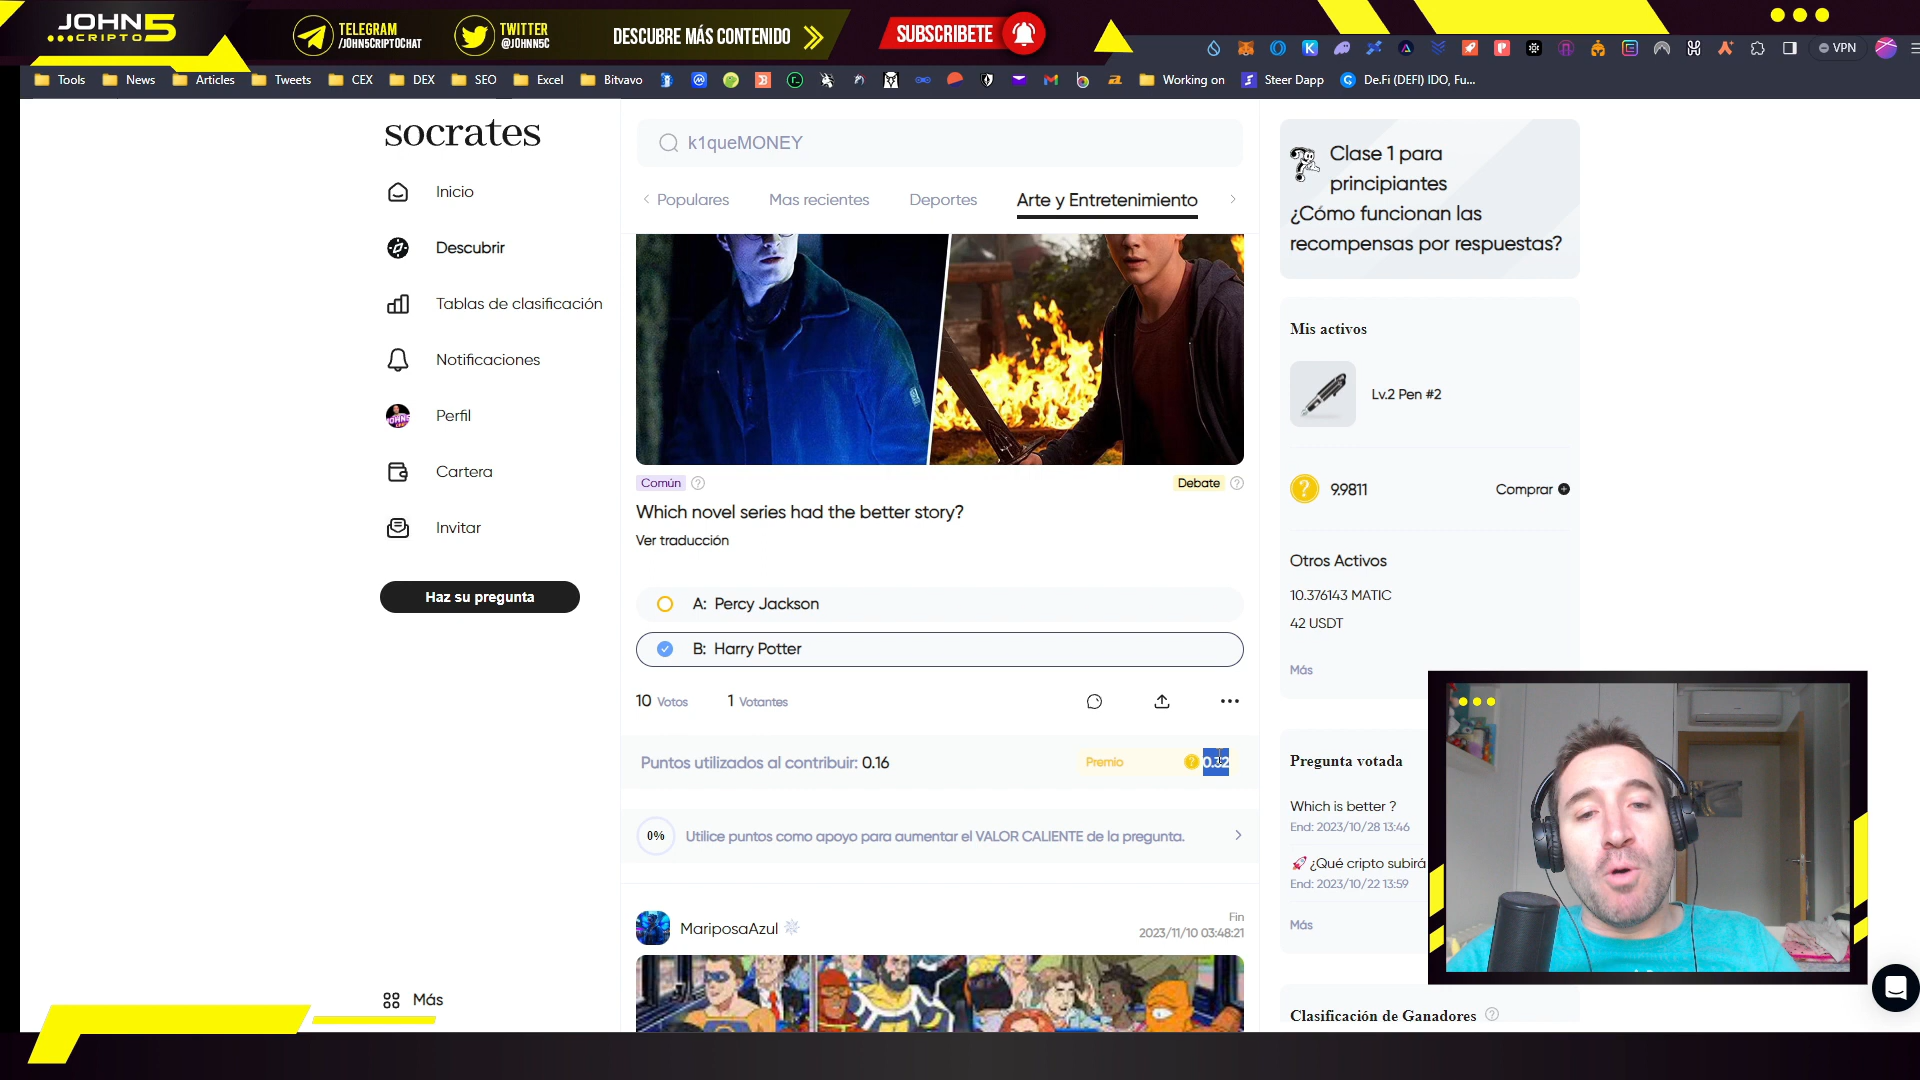 JOHN 5
CRIPTO
TELEGRAM
/JOHN5CRIPTOCHAT
TWITTER
@J0HNN5C
DESCUBRE MÁS CONTENIDO
SUBSCRIBETE
VPN
Tools
News
Articles
Tweets
CEX
DEX
SEO
Excel
Bitvavo
Working on
Steer Dapp
De.Fi (DEFI) IDO, Fu...
socrates
Inicio
Descubrir
Tablas de clasificación
Notificaciones
Perfil
Cartera
Invitar
Haz su pregunta
Más
k1queMONEY
Populares
Mas recientes
Deportes
Arte y Entretenimiento
Común
Debate
Which novel series had the better story?
Ver traducción
A: Percy Jackson
B: Harry Potter
10 Votos
1 Votantes
Puntos utilizados al contribuir: 0.16
Premio
0.32
0%
Utilice puntos como apoyo para aumentar el VALOR CALIENTE de la pregunta.
MariposaAzul
Fin
2023/11/10 03:48:21
Clase 1 para
principiantes
¿Cómo funcionan las
recompensas por respuestas?
Mis activos
Lv.2 Pen #2
9.9811
Comprar
Otros Activos
10.376143 MATIC
42 USDT
Más
Pregunta votada
Which is better ?
End: 2023/10/28 13:46
🚀 ¿Qué cripto subirá
End: 2023/10/22 13:59
Más
Clasificación de Ganadores